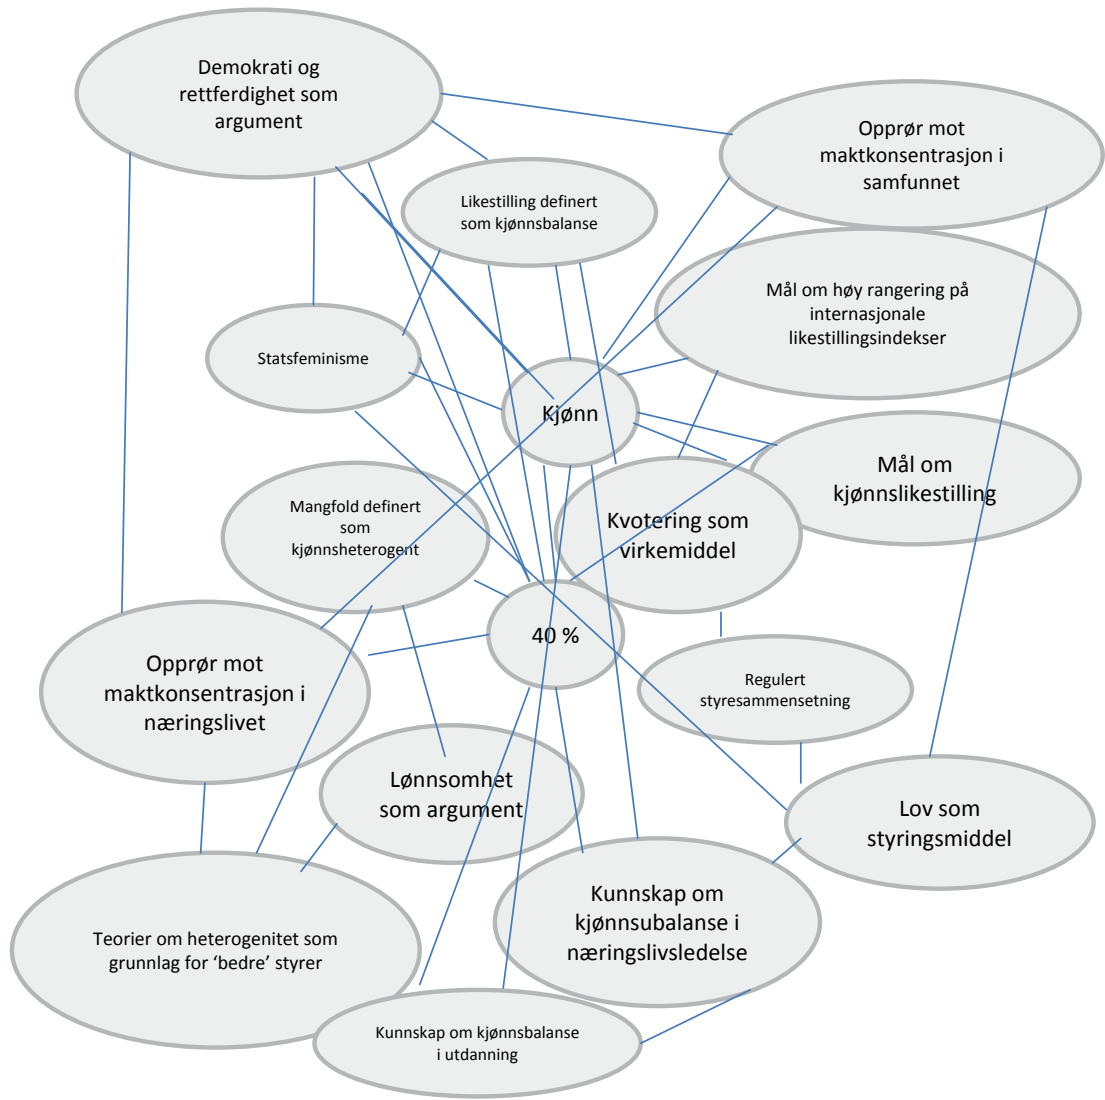 Demokrati og
rettferdighet som
argument
Opprør mot
maktkonsentrasjon i
samfunnet
Likestilling definert
som kjønnsbalanse
Mål om høy rangering på
internasjonale
likestillingsindekser
Statsfeminisme
Kjønn
Mål om
kjønnslikestilling
Mangfold definert
som
kjønnsheterogent
Kvotering som
virkemiddel
40 %
Opprør mot
maktkonsentrasjon i
næringslivet
Regulert
styresammensetning
Lønnsomhet
som argument
Lov som
styringsmiddel
Kunnskap om
kjønnsubalanse i
næringslivsledelse
Teorier om heterogenitet som
grunnlag for ‘bedre’ styrer
Kunnskap om kjønnsbalanse
i utdanning